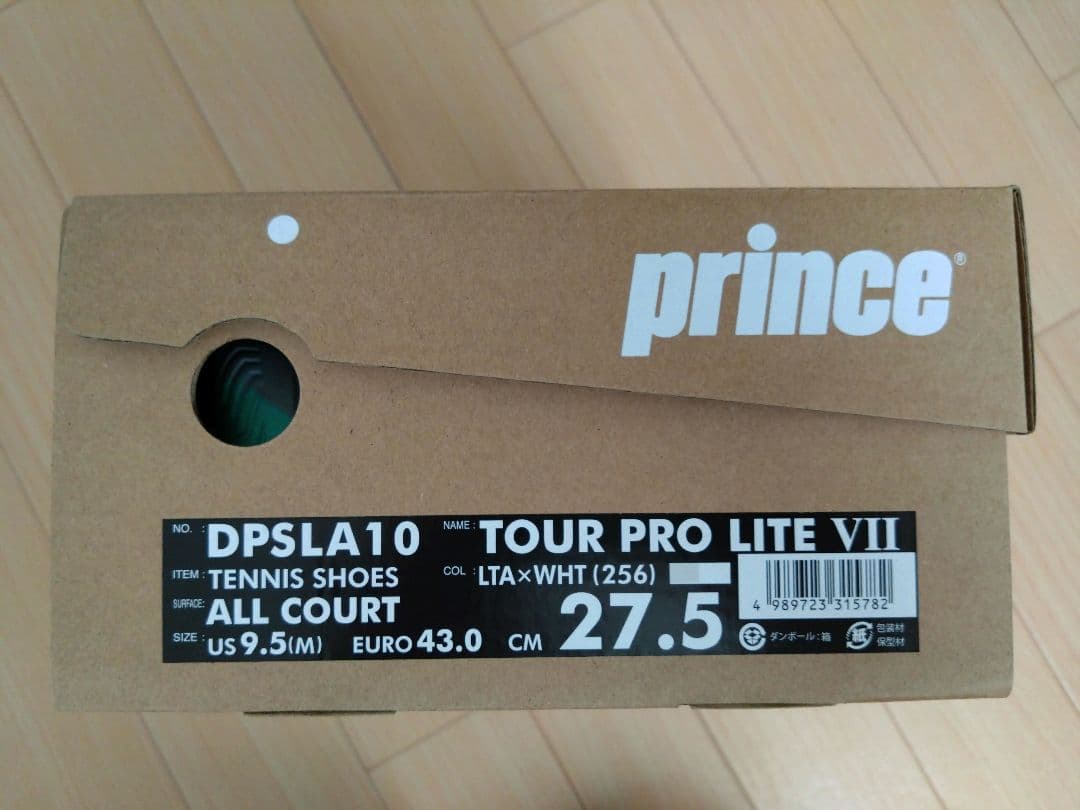 prince®
NO. : DPSLA10 NAME : TOUR PRO LITE VII
ITEM : TENNIS SHOES COL : LTA×WHT (256)
SURFACE: ALL COURT
SIZE : US 9.5(M) EURO 43.0 CM 27.5
4 989723 315782
ダンボール:箱 紙 包装材
保型材